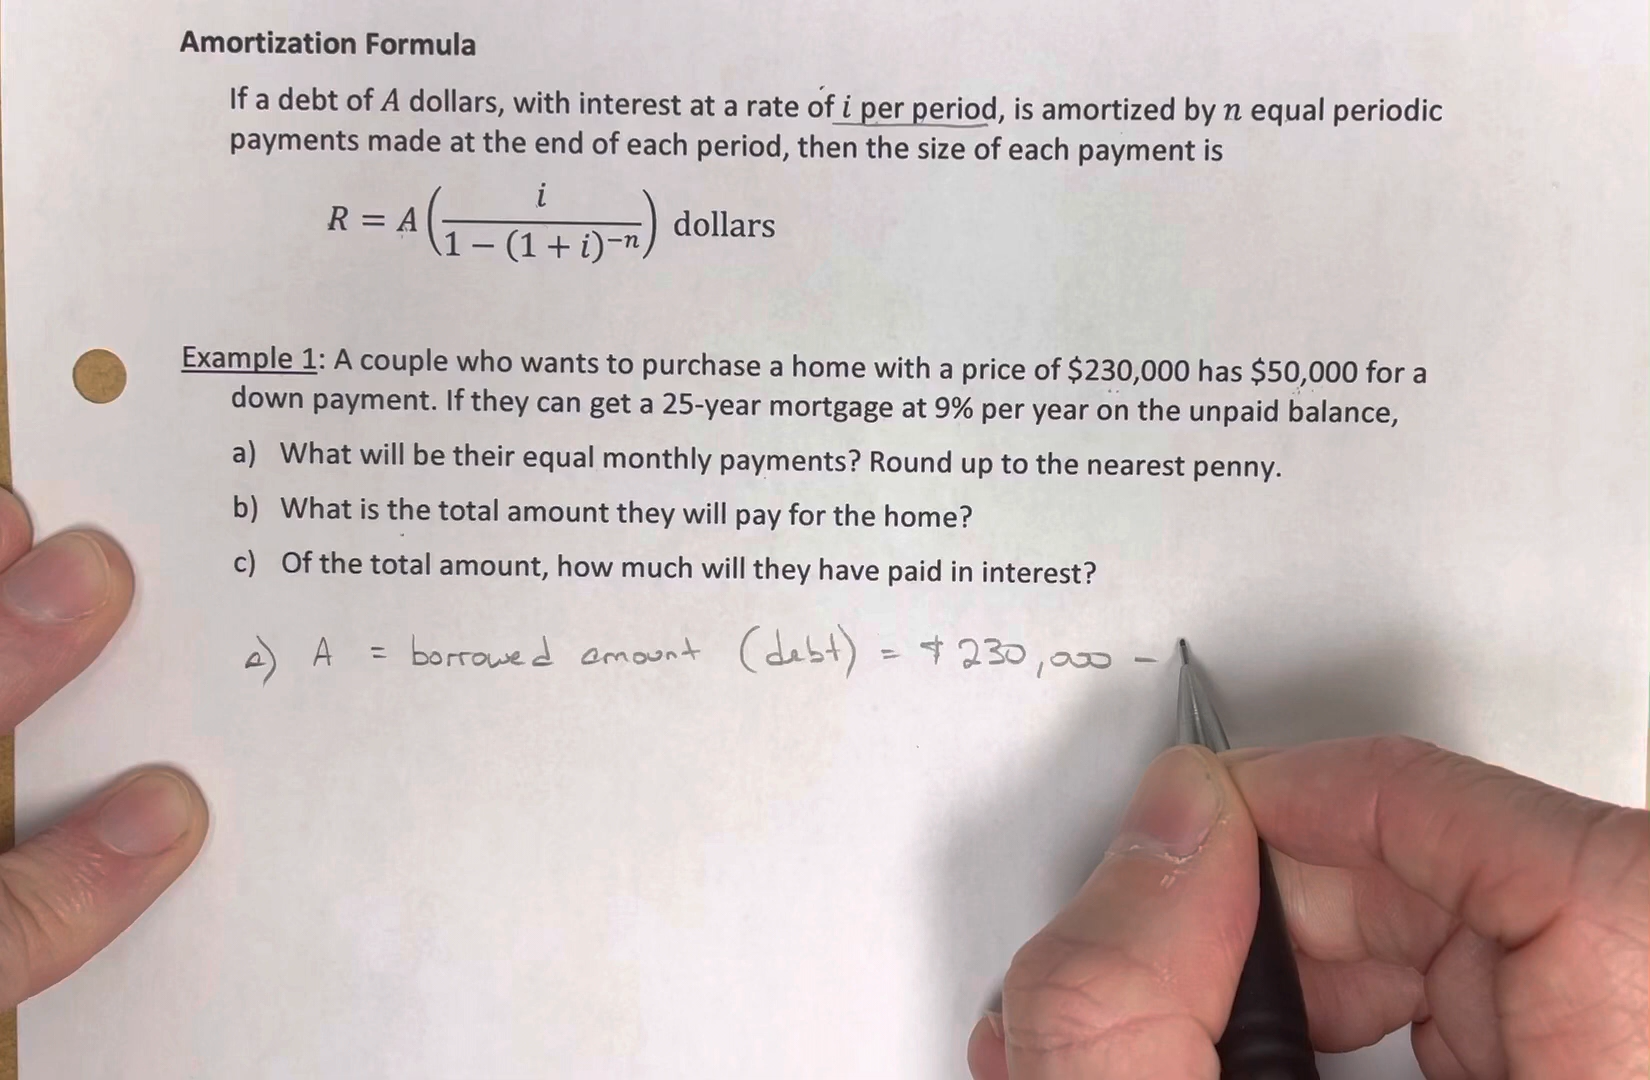 Amortization Formula
If a debt of A dollars, with interest at a rate of i per period, is amortized by n equal periodic
payments made at the end of each period, then the size of each payment is
R = A(i / (1 − (1 + i)^−n)) dollars
Example 1: A couple who wants to purchase a home with a price of $230,000 has $50,000 for a
down payment. If they can get a 25-year mortgage at 9% per year on the unpaid balance,
a) What will be their equal monthly payments? Round up to the nearest penny.
b) What is the total amount they will pay for the home?
c) Of the total amount, how much will they have paid in interest?
a) A = borrowed amount (debt) = $230,000 −